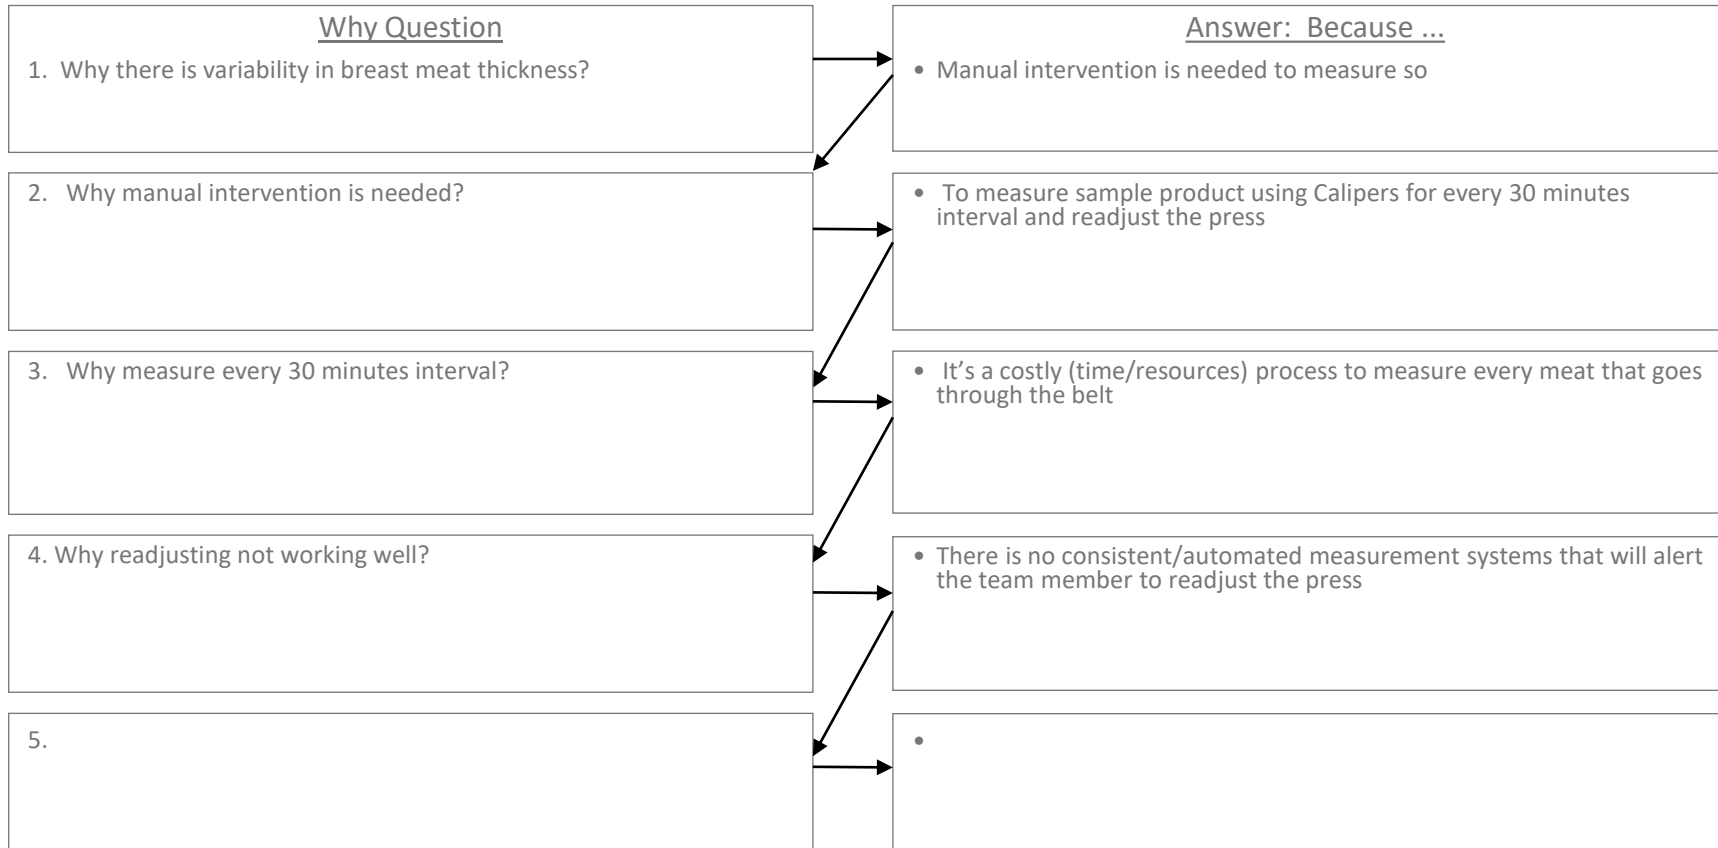 Why Question
1. Why there is variability in breast meat thickness?
Answer: Because ...
• Manual intervention is needed to measure so
2. Why manual intervention is needed?
• To measure sample product using Calipers for every 30 minutes
interval and readjust the press
3. Why measure every 30 minutes interval?
• It’s a costly (time/resources) process to measure every meat that goes
through the belt
4. Why readjusting not working well?
• There is no consistent/automated measurement systems that will alert
the team member to readjust the press
5.
•